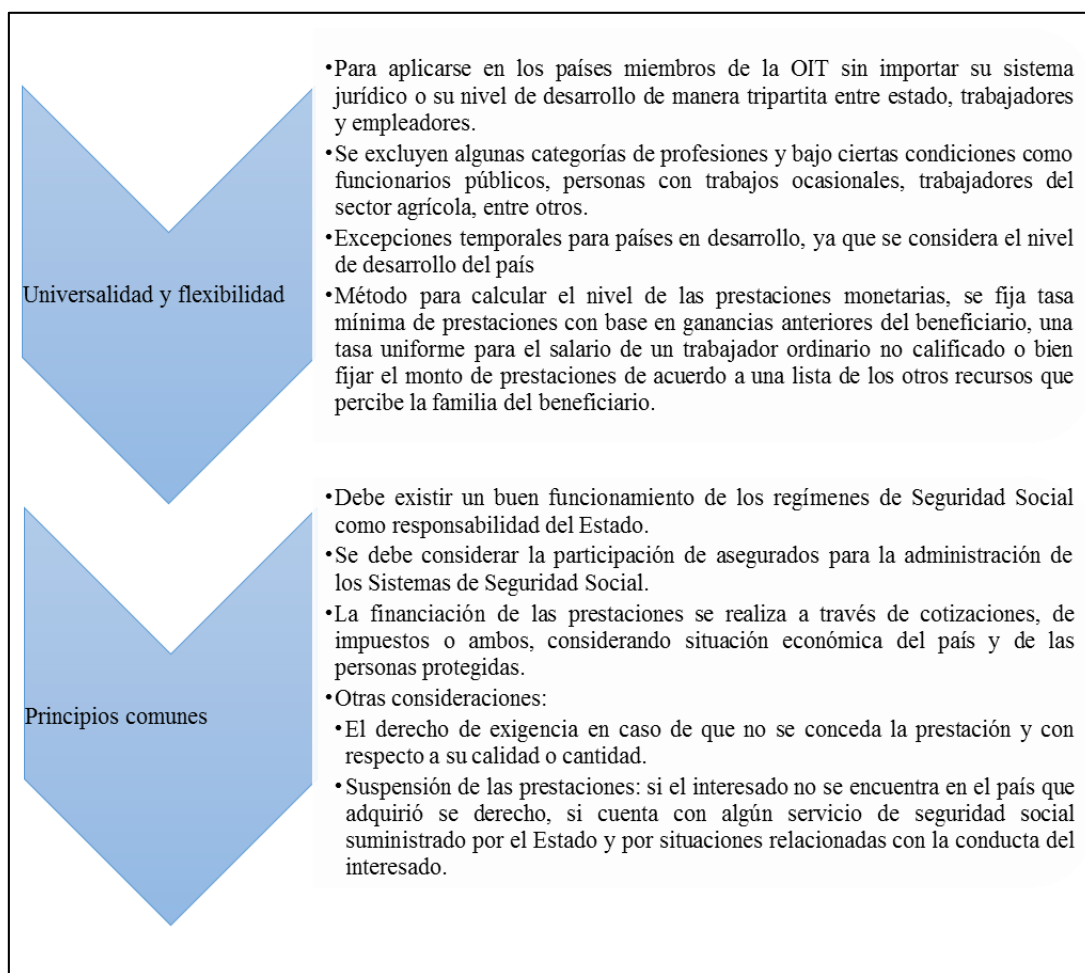 •Para aplicarse en los países miembros de la OIT sin importar su sistema
jurídico o su nivel de desarrollo de manera tripartita entre estado, trabajadores
y empleadores.
•Se excluyen algunas categorías de profesiones y bajo ciertas condiciones como
funcionarios públicos, personas con trabajos ocasionales, trabajadores del
sector agrícola, entre otros.
•Excepciones temporales para países en desarrollo, ya que se considera el nivel
de desarrollo del país
Universalidad y flexibilidad
•Método para calcular el nivel de las prestaciones monetarias, se fija tasa
mínima de prestaciones con base en ganancias anteriores del beneficiario, una
tasa uniforme para el salario de un trabajador ordinario no calificado o bien
fijar el monto de prestaciones de acuerdo a una lista de los otros recursos que
percibe la familia del beneficiario.
•Debe existir un buen funcionamiento de los regímenes de Seguridad Social
como responsabilidad del Estado.
•Se debe considerar la participación de asegurados para la administración de
los Sistemas de Seguridad Social.
•La financiación de las prestaciones se realiza a través de cotizaciones, de
impuestos o ambos, considerando situación económica del país y de las
personas protegidas.
Principios comunes
•Otras consideraciones:
•El derecho de exigencia en caso de que no se conceda la prestación y con
respecto a su calidad o cantidad.
•Suspensión de las prestaciones: si el interesado no se encuentra en el país que
adquirió se derecho, si cuenta con algún servicio de seguridad social
suministrado por el Estado y por situaciones relacionadas con la conducta del
interesado.